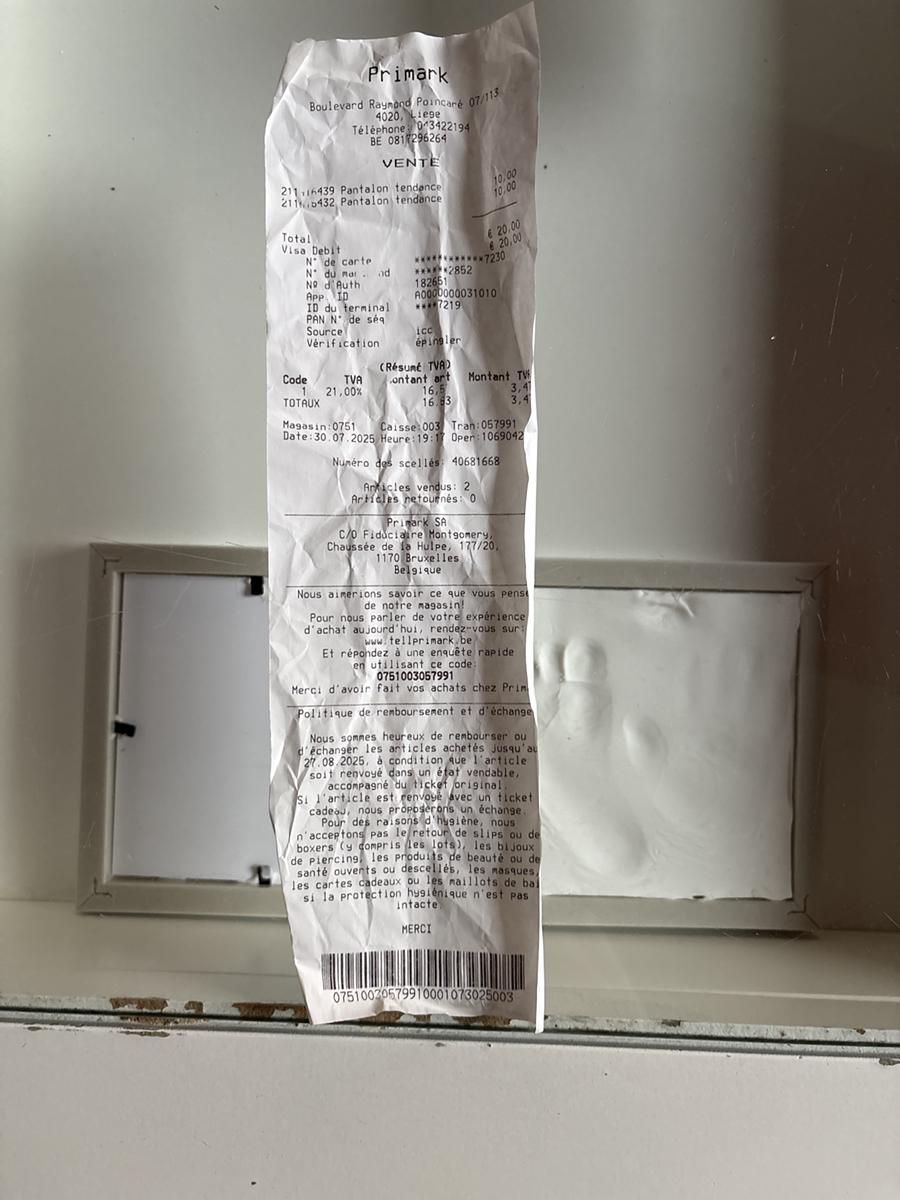 Primark
Boulevard Raymond Poincaré 07/113
4020, Liege
Téléphone: 043422194
BE 0817296264
VENTE
Pantalon tendance 10,00
Pantalon tendance 10,00
Total € 20,00
Visa Debit € 20,00
N° de carte ************7230
N° du ******2852
Nº d'Auth 182651
App. ID A0000000031010
ID du terminal ****7219
PAN N° de séq
Source icc
Vérification épingler
(Résumé TVA)
Code TVA art Montant
1 21,00%
TOTAUX 16,53
Magasin:0751 Caisse:003 Tran:057991
Date:30.07.2025 Heure:19:17 Oper:1069042
Numéro des scellés: 40681668
Articles vendus: 2
Articles retournés: 0
Primark SA
C/O Fiduciaire Montgomery,
Chaussée de la Hulpe, 177/20,
1170 Bruxelles
Belgique
Nous aimerions savoir ce que vous pense
de notre magasin!
Pour nous parler de votre expérience
d'achat aujourd'hui, rendez-vous sur:
www.tellprimark.be
Et répondez à une enquête rapide
en utilisant ce code:
0751003057991
Merci d'avoir fait vos achats chez Prim
Politique de remboursement et d'échange
Nous sommes heureux de rembourser ou
d'échanger les articles achetés jusqu'au
27.08.2025, à condition que l'article
soit renvoyé dans un état vendable,
accompagné du ticket original.
Si l'article est renvoyé avec un ticket
cadeau, nous proposerons un échange.
Pour des raisons d'hygiène, nous
n'acceptons pas le retour de slips ou de
boxers (y compris les lots), les bijoux
de piercing, les produits de beauté ou de
santé ouverts ou descellés, les masques,
les cartes cadeaux ou les maillots de bai
si la protection hygiénique n'est pas
intacte.
MERCI
07510030579910001073025003